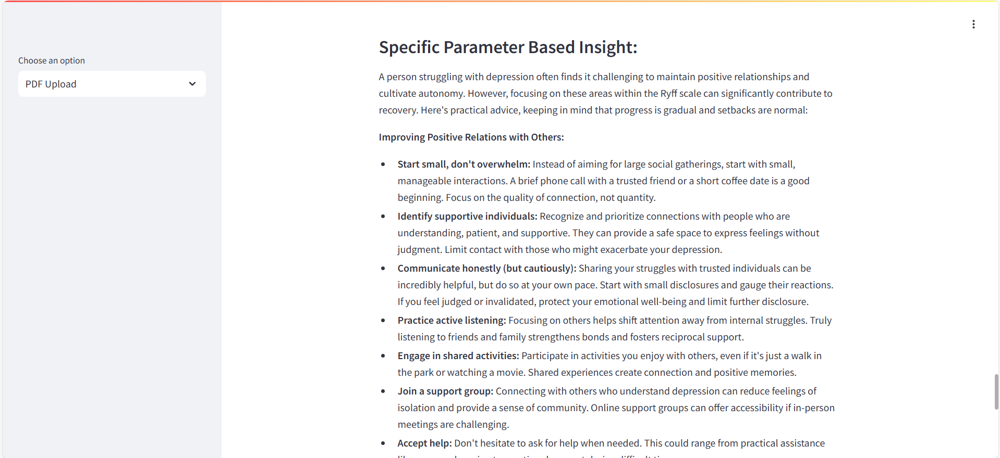 Choose an option
PDF Upload
Specific Parameter Based Insight:
A person struggling with depression often finds it challenging to maintain positive relationships and
cultivate autonomy. However, focusing on these areas within the Ryff scale can significantly contribute to
recovery. Here's practical advice, keeping in mind that progress is gradual and setbacks are normal:
Improving Positive Relations with Others:
• Start small, don't overwhelm: Instead of aiming for large social gatherings, start with small,
manageable interactions. A brief phone call with a trusted friend or a short coffee date is a good
beginning. Focus on the quality of connection, not quantity.
• Identify supportive individuals: Recognize and prioritize connections with people who are
understanding, patient, and supportive. They can provide a safe space to express feelings without
judgment. Limit contact with those who might exacerbate your depression.
• Communicate honestly (but cautiously): Sharing your struggles with trusted individuals can be
incredibly helpful, but do so at your own pace. Start with small disclosures and gauge their reactions.
If you feel judged or invalidated, protect your emotional well-being and limit further disclosure.
• Practice active listening: Focusing on others helps shift attention away from internal struggles. Truly
listening to friends and family strengthens bonds and fosters reciprocal support.
• Engage in shared activities: Participate in activities you enjoy with others, even if it's just a walk in
the park or watching a movie. Shared experiences create connection and positive memories.
• Join a support group: Connecting with others who understand depression can reduce feelings of
isolation and provide a sense of community. Online support groups can offer accessibility if in-person
meetings are challenging.
• Accept help: Don't hesitate to ask for help when needed. This could range from practical assistance